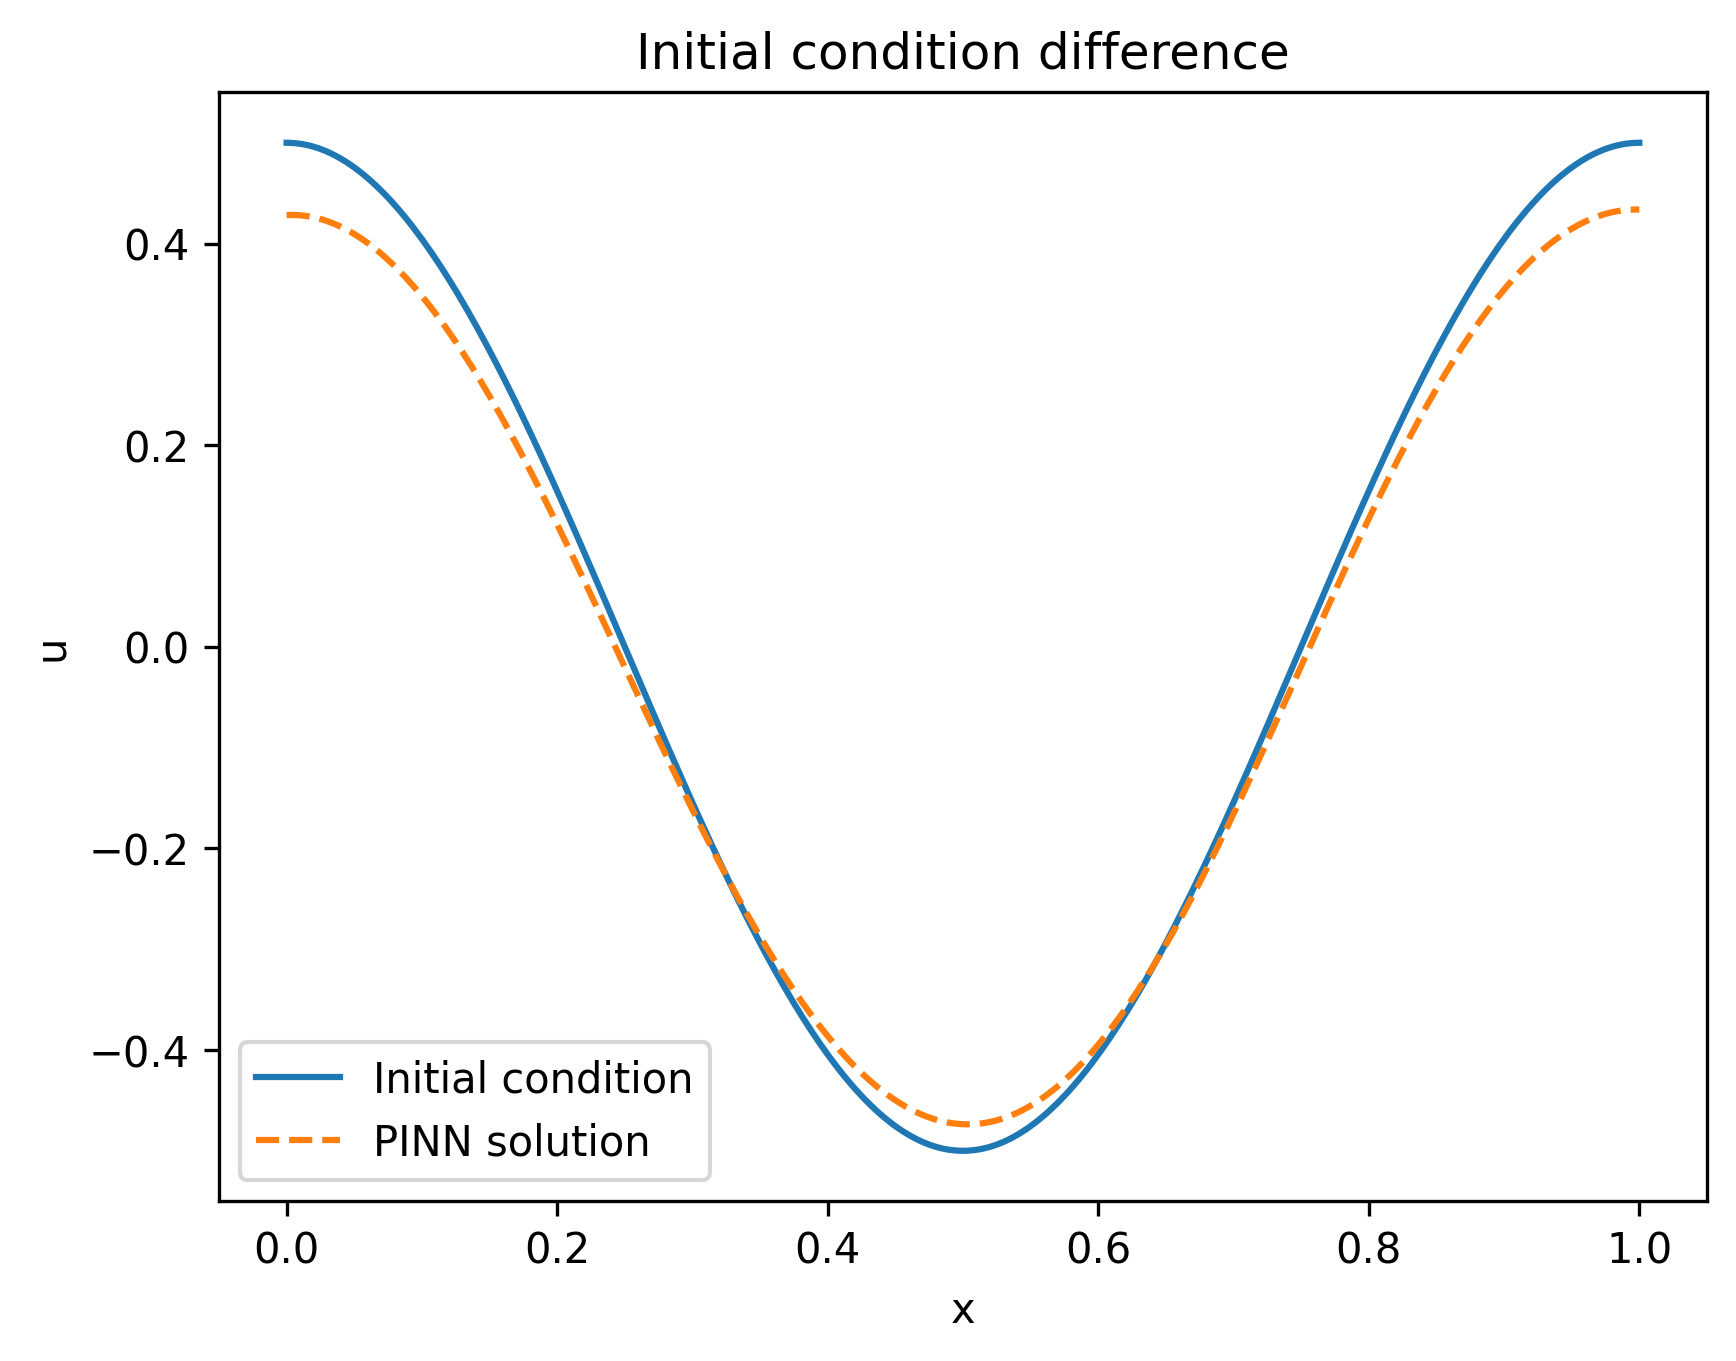 Initial condition difference
u
0.4
0.2
0.0
−0.2
−0.4
Initial condition
PINN solution
0.0 0.2 0.4 0.6 0.8 1.0
x